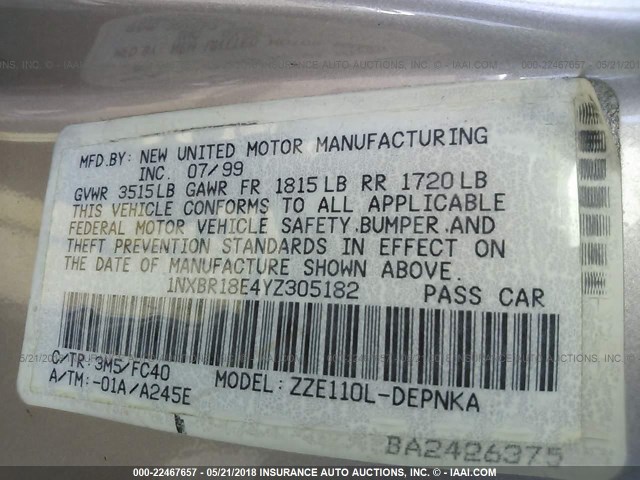 MFD.BY: NEW UNITED MOTOR MANUFACTURING
INC. 07/99
GVWR 3515LB GAWR FR 1815LB RR 1720LB
THIS VEHICLE CONFORMS TO ALL APPLICABLE
FEDERAL MOTOR VEHICLE SAFETY.BUMPER.AND
THEFT PREVENTION STANDARDS IN EFFECT ON
THE DATE OF MANUFACTURE SHOWN ABOVE.
1NXBR18E4YZ305182 PASS CAR
C/TR:3M5/FC40
A/TM:-01A/A245E MODEL: ZZE110L-DEPNKA
BA2426375
000-22467657 - 05/21/2018 INSURANCE AUTO AUCTIONS, INC. - © - IAAI.COM